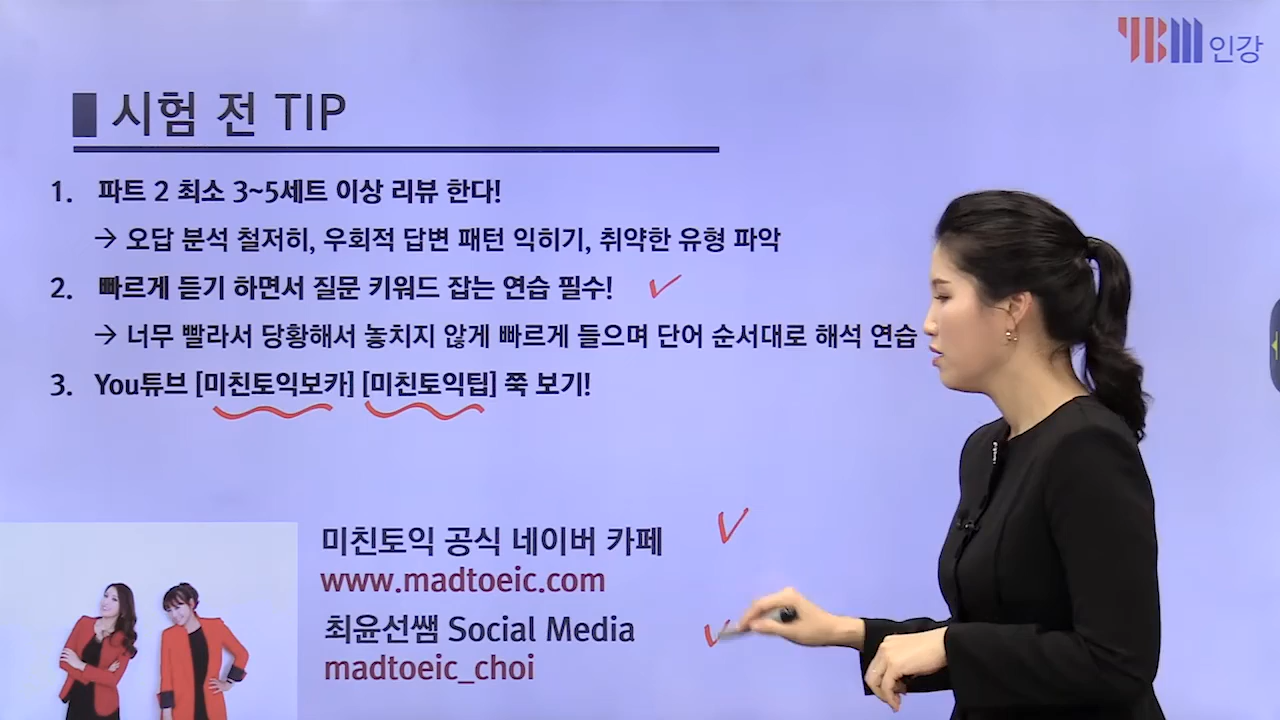 YBM 인강
시험 전 TIP
1. 파트 2 최소 3~5세트 이상 리뷰 한다!
→ 오답 분석 철저히, 우회적 답변 패턴 익히기, 취약한 유형 파악
2. 빠르게 듣기 하면서 질문 키워드 잡는 연습 필수!
→ 너무 빨라서 당황해서 놓치지 않게 빠르게 들으며 단어 순서대로 해석 연습
3. You튜브 [미친토익보카] [미친토익팁] 쭉 보기!
미친토익 공식 네이버 카페
www.madtoeic.com
최윤선쌤 Social Media
madtoeic_choi